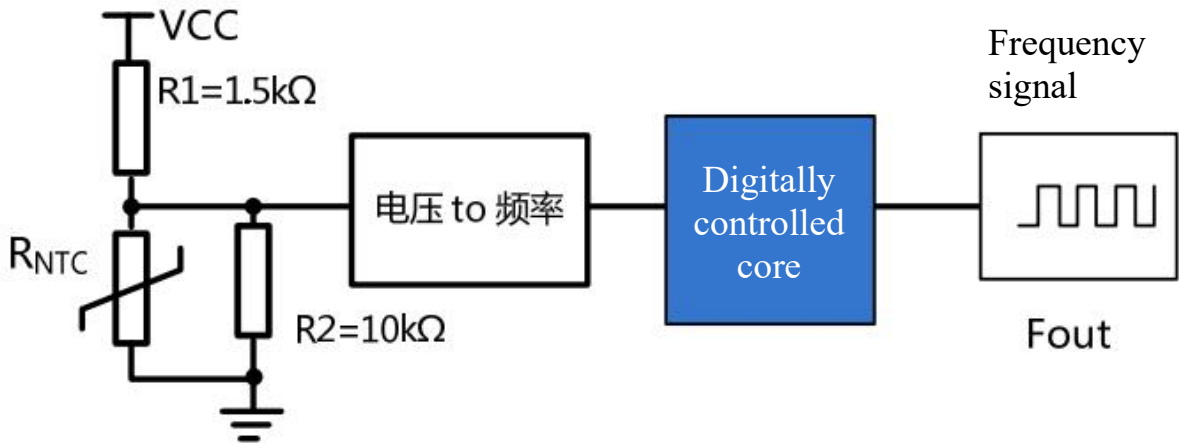 VCC
R1=1.5kΩ
RNTC
R2=10kΩ
电压 to 频率
Digitally
controlled
core
Frequency
signal
Fout